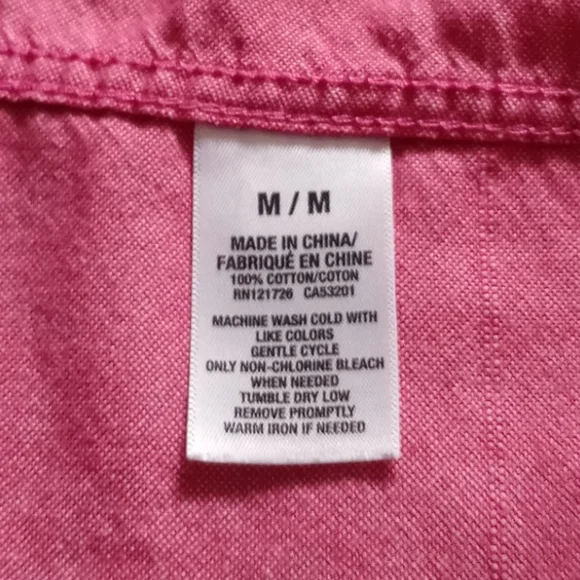 M / M
MADE IN CHINA/
FABRIQUÉ EN CHINE
100% COTTON/COTON
RN121726 CA53201
MACHINE WASH COLD WITH
LIKE COLORS
GENTLE CYCLE
ONLY NON-CHLORINE BLEACH
WHEN NEEDED
TUMBLE DRY LOW
REMOVE PROMPTLY
WARM IRON IF NEEDED